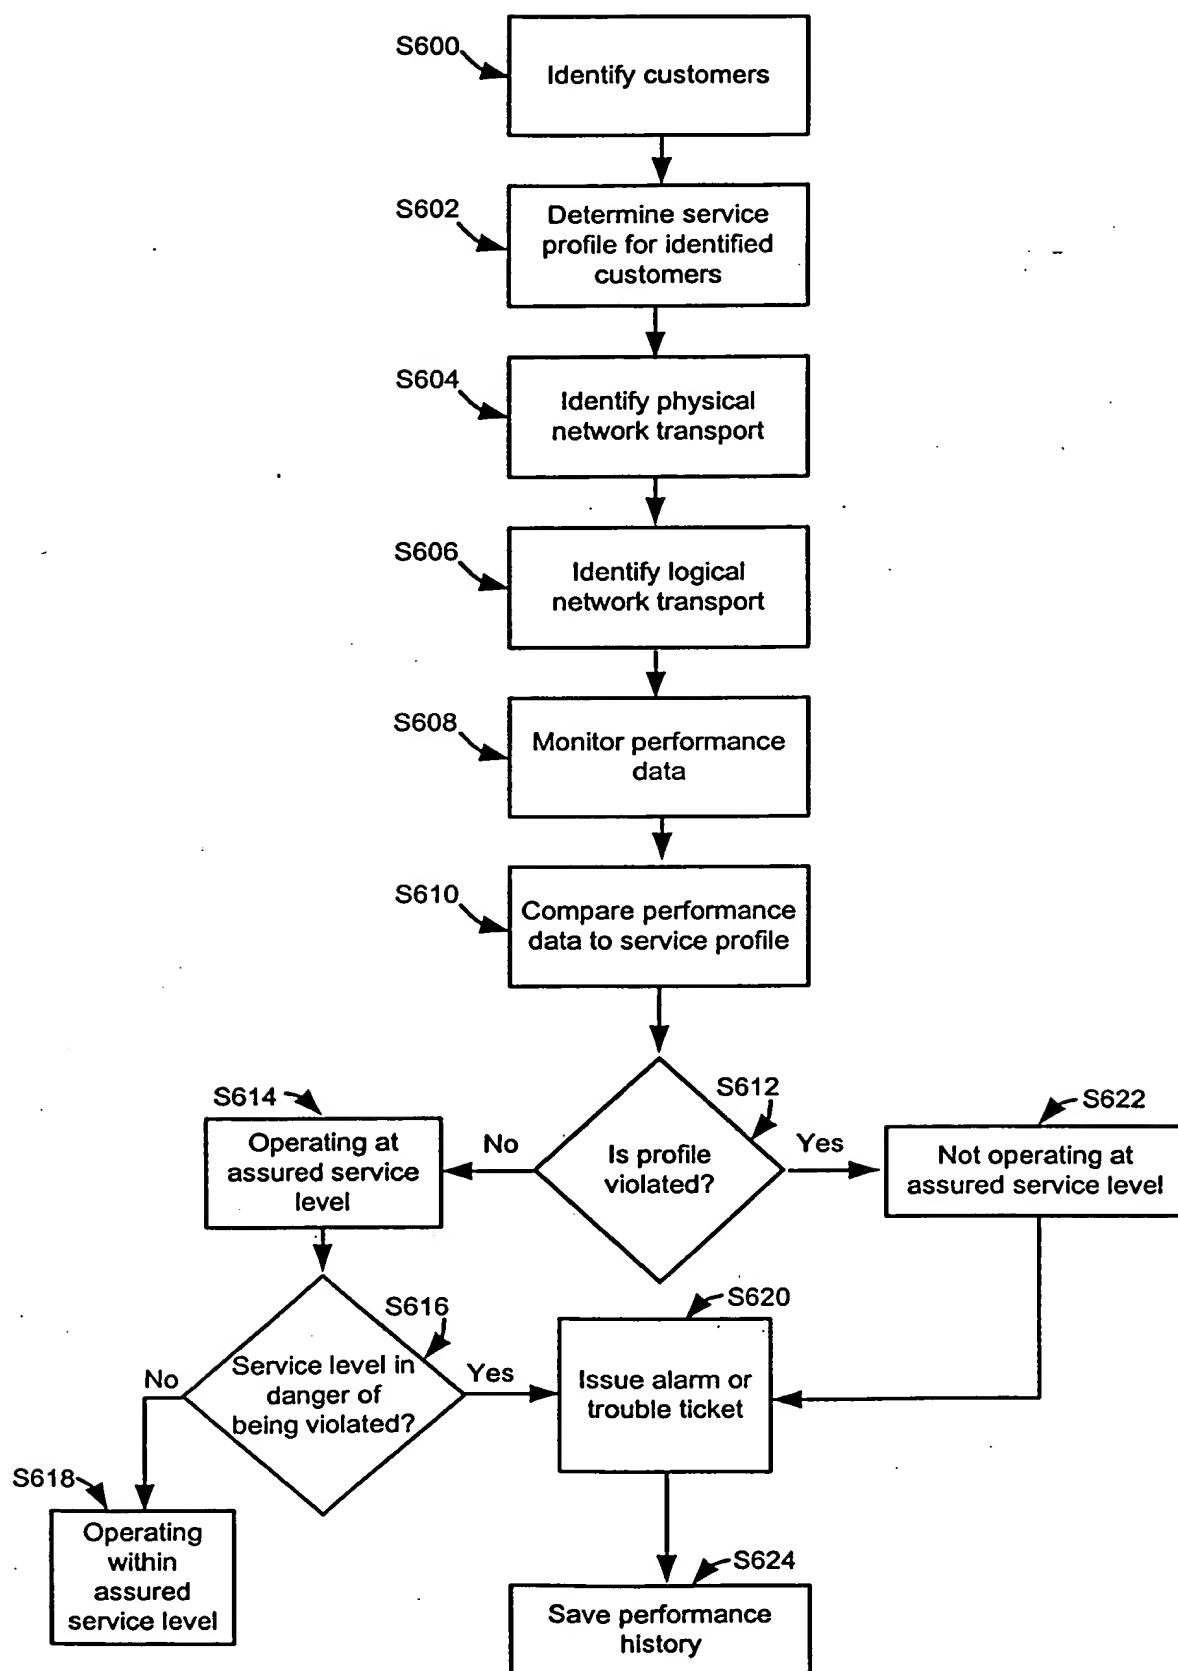 S600
Identify customers
S602
Determine service
profile for identified
customers
S604
Identify physical
network transport
S606
Identify logical
network transport
S608
Monitor performance
data
S610
Compare performance
data to service profile
S612
Is profile
violated?
No
Yes
S614
Operating at
assured service
level
S622
Not operating at
assured service level
S616
Service level in
danger of
being violated?
No
Yes
S620
Issue alarm or
trouble ticket
S618
Operating
within
assured
service level
S624
Save performance
history